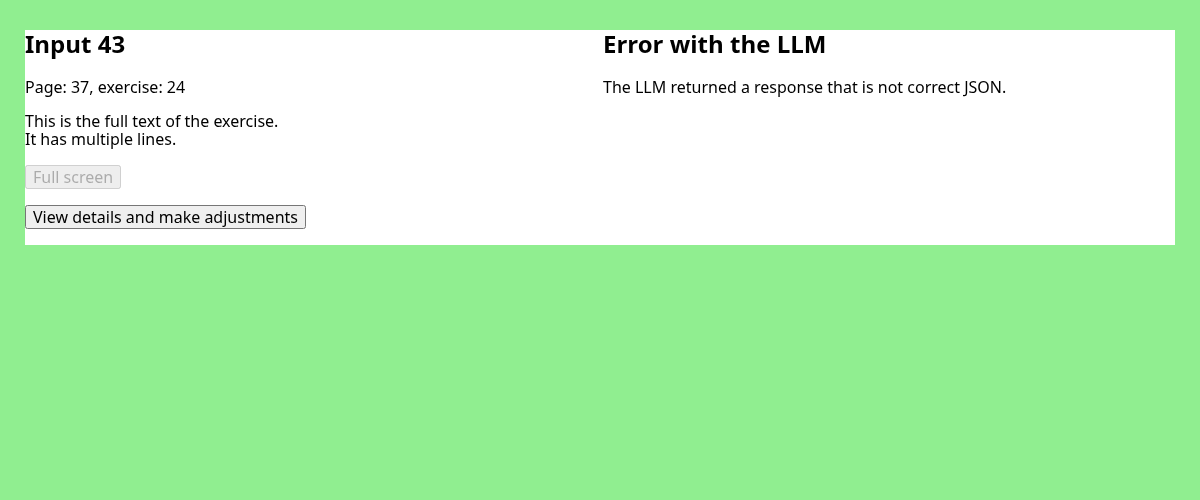 Input 43
Page: 37, exercise: 24
This is the full text of the exercise.
It has multiple lines.
Full screen
View details and make adjustments
Error with the LLM
The LLM returned a response that is not correct JSON.